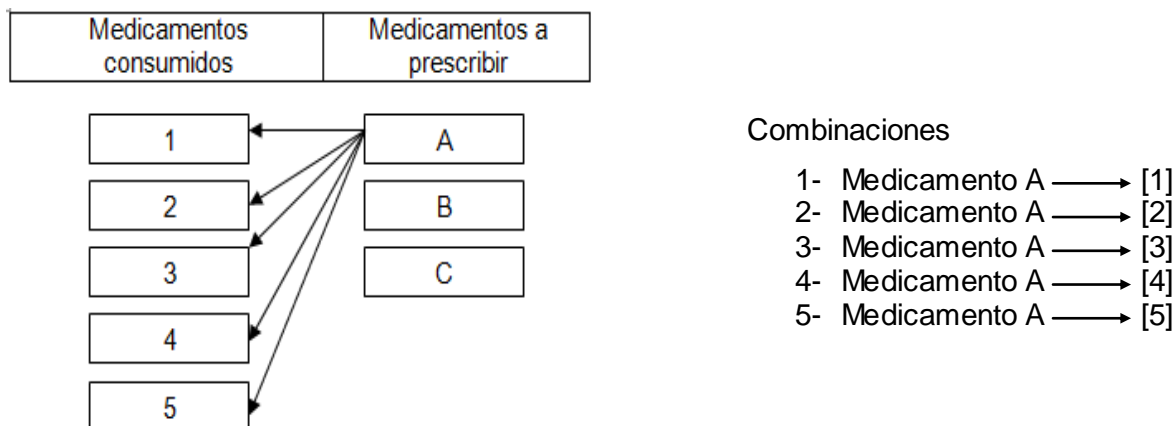 Medicamentos consumidos
Medicamentos a prescribir
1
A
2
B
3
C
4
5
Combinaciones
1- Medicamento A → [1]
2- Medicamento A → [2]
3- Medicamento A → [3]
4- Medicamento A → [4]
5- Medicamento A → [5]